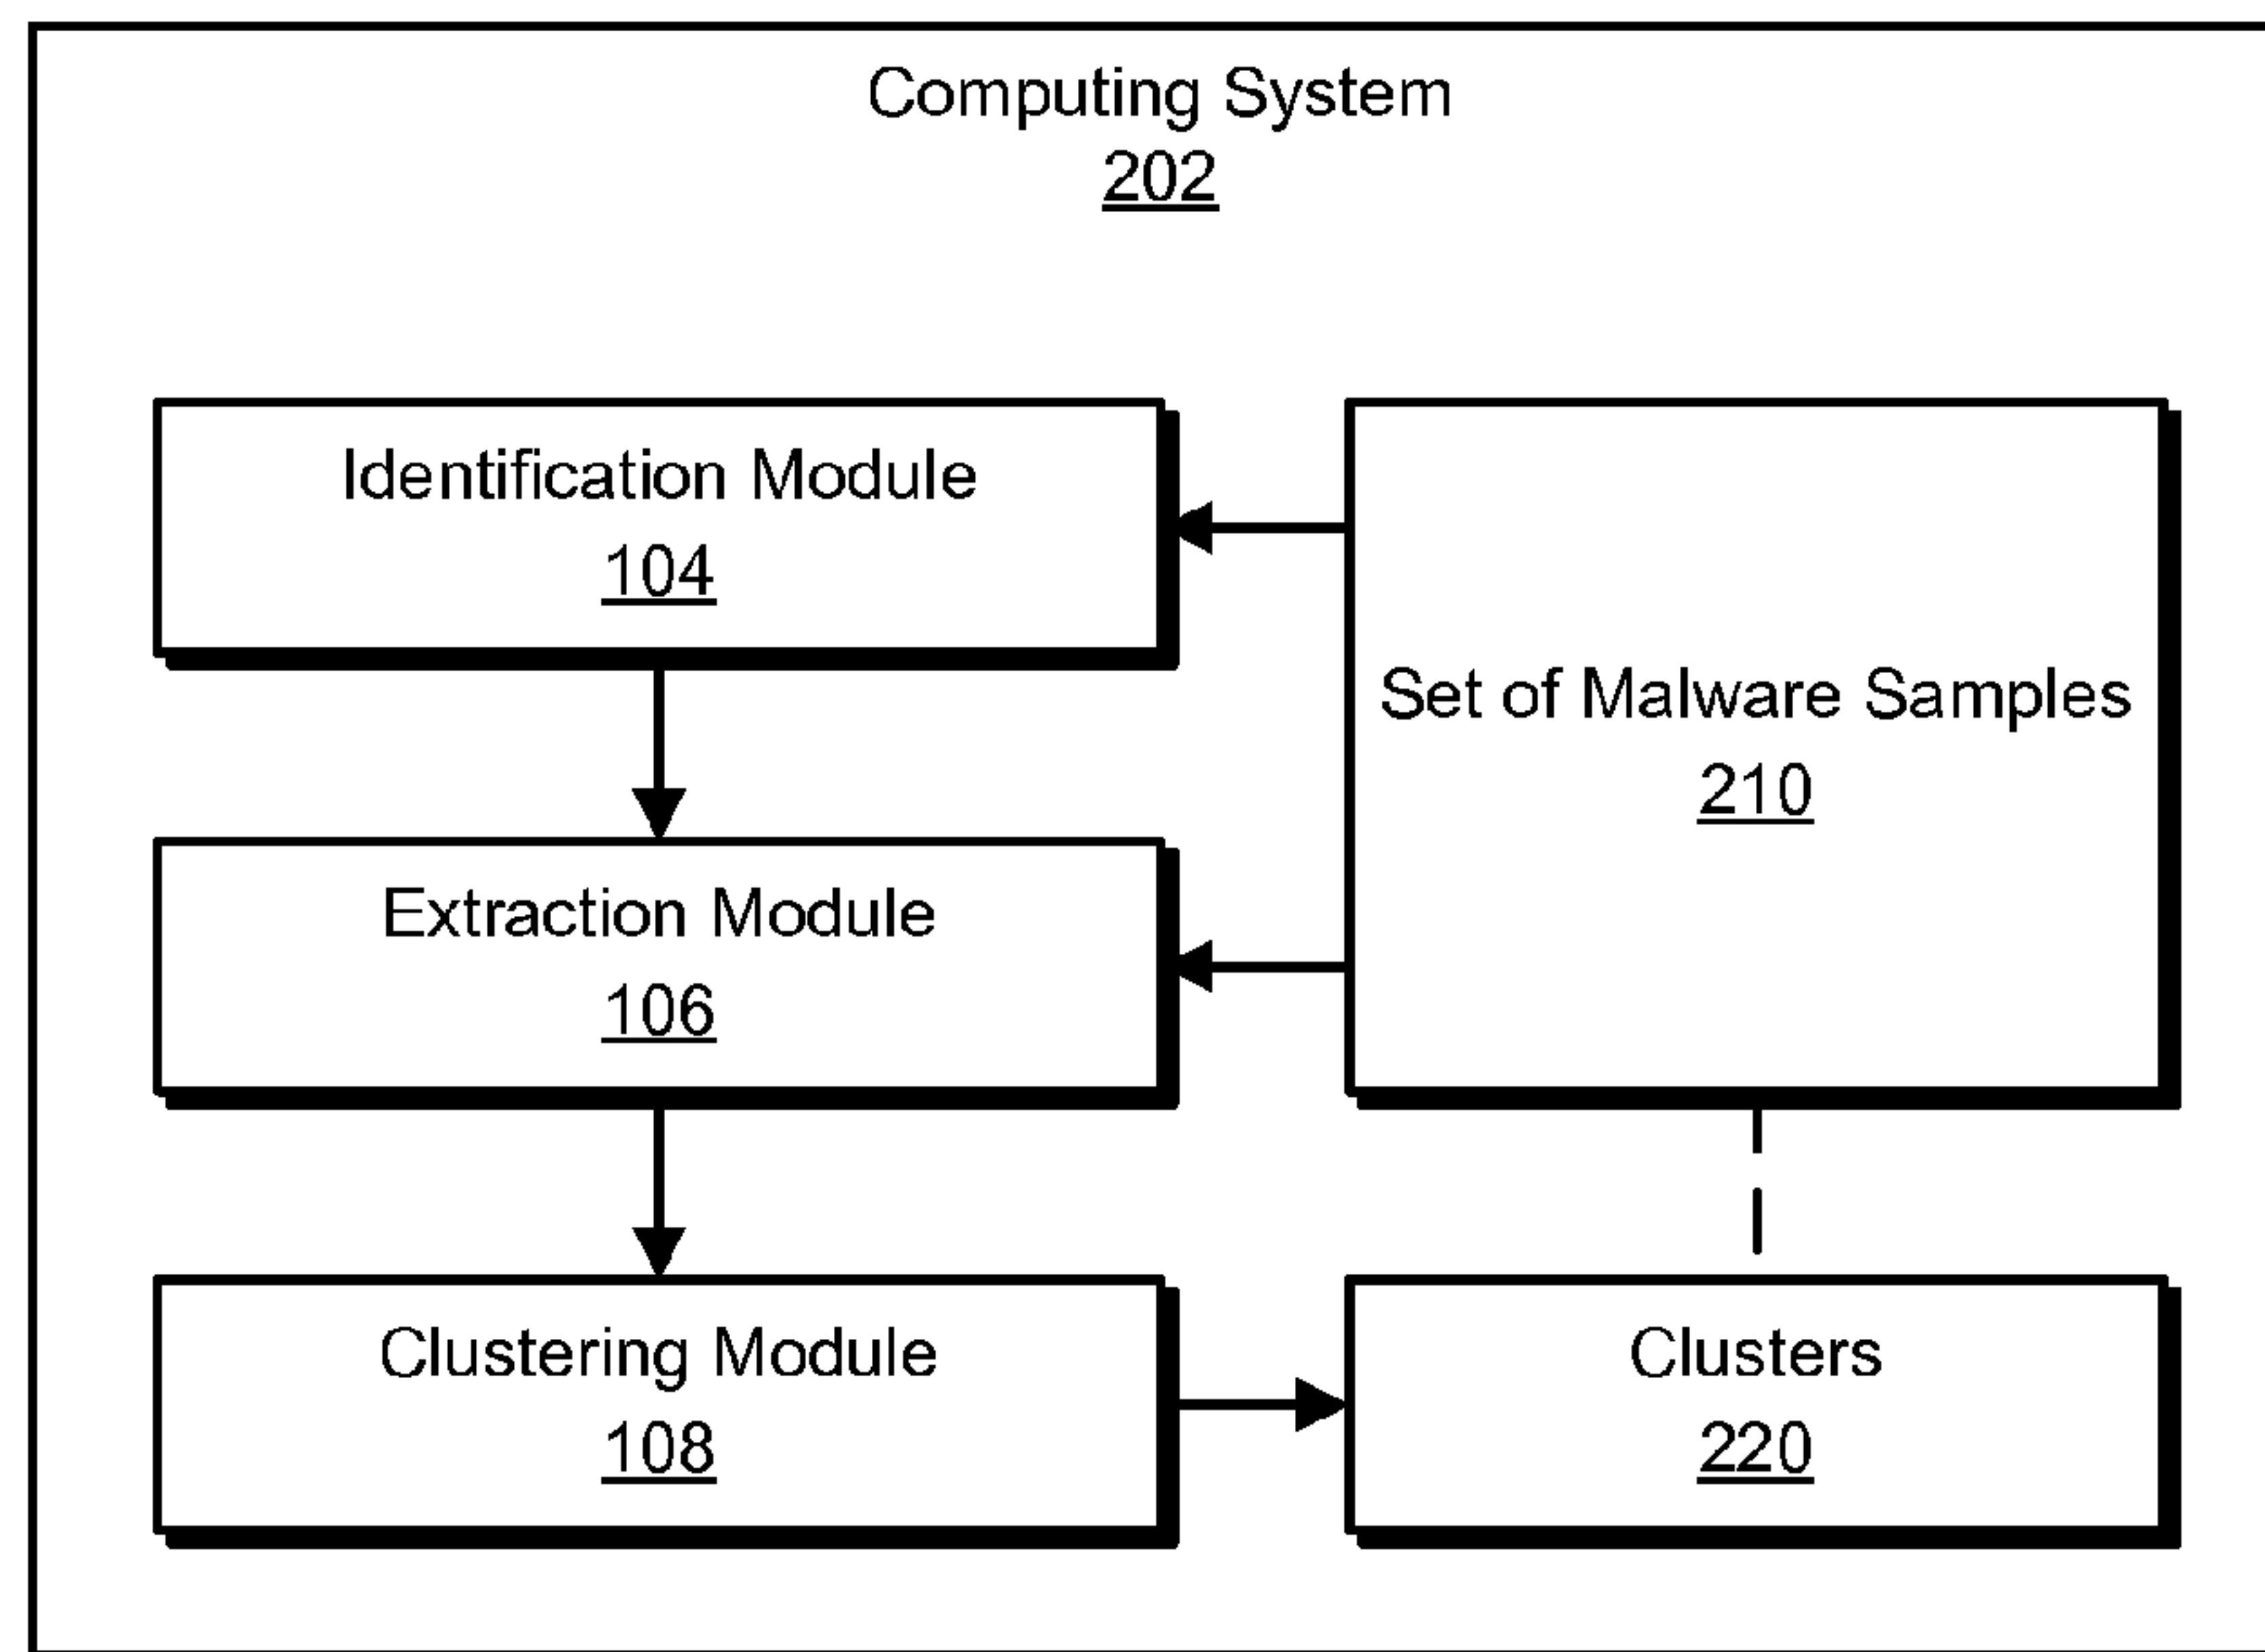 Computing System
202
Identification Module
104
Set of Malware Samples
210
Extraction Module
106
Clustering Module
108
Clusters
220